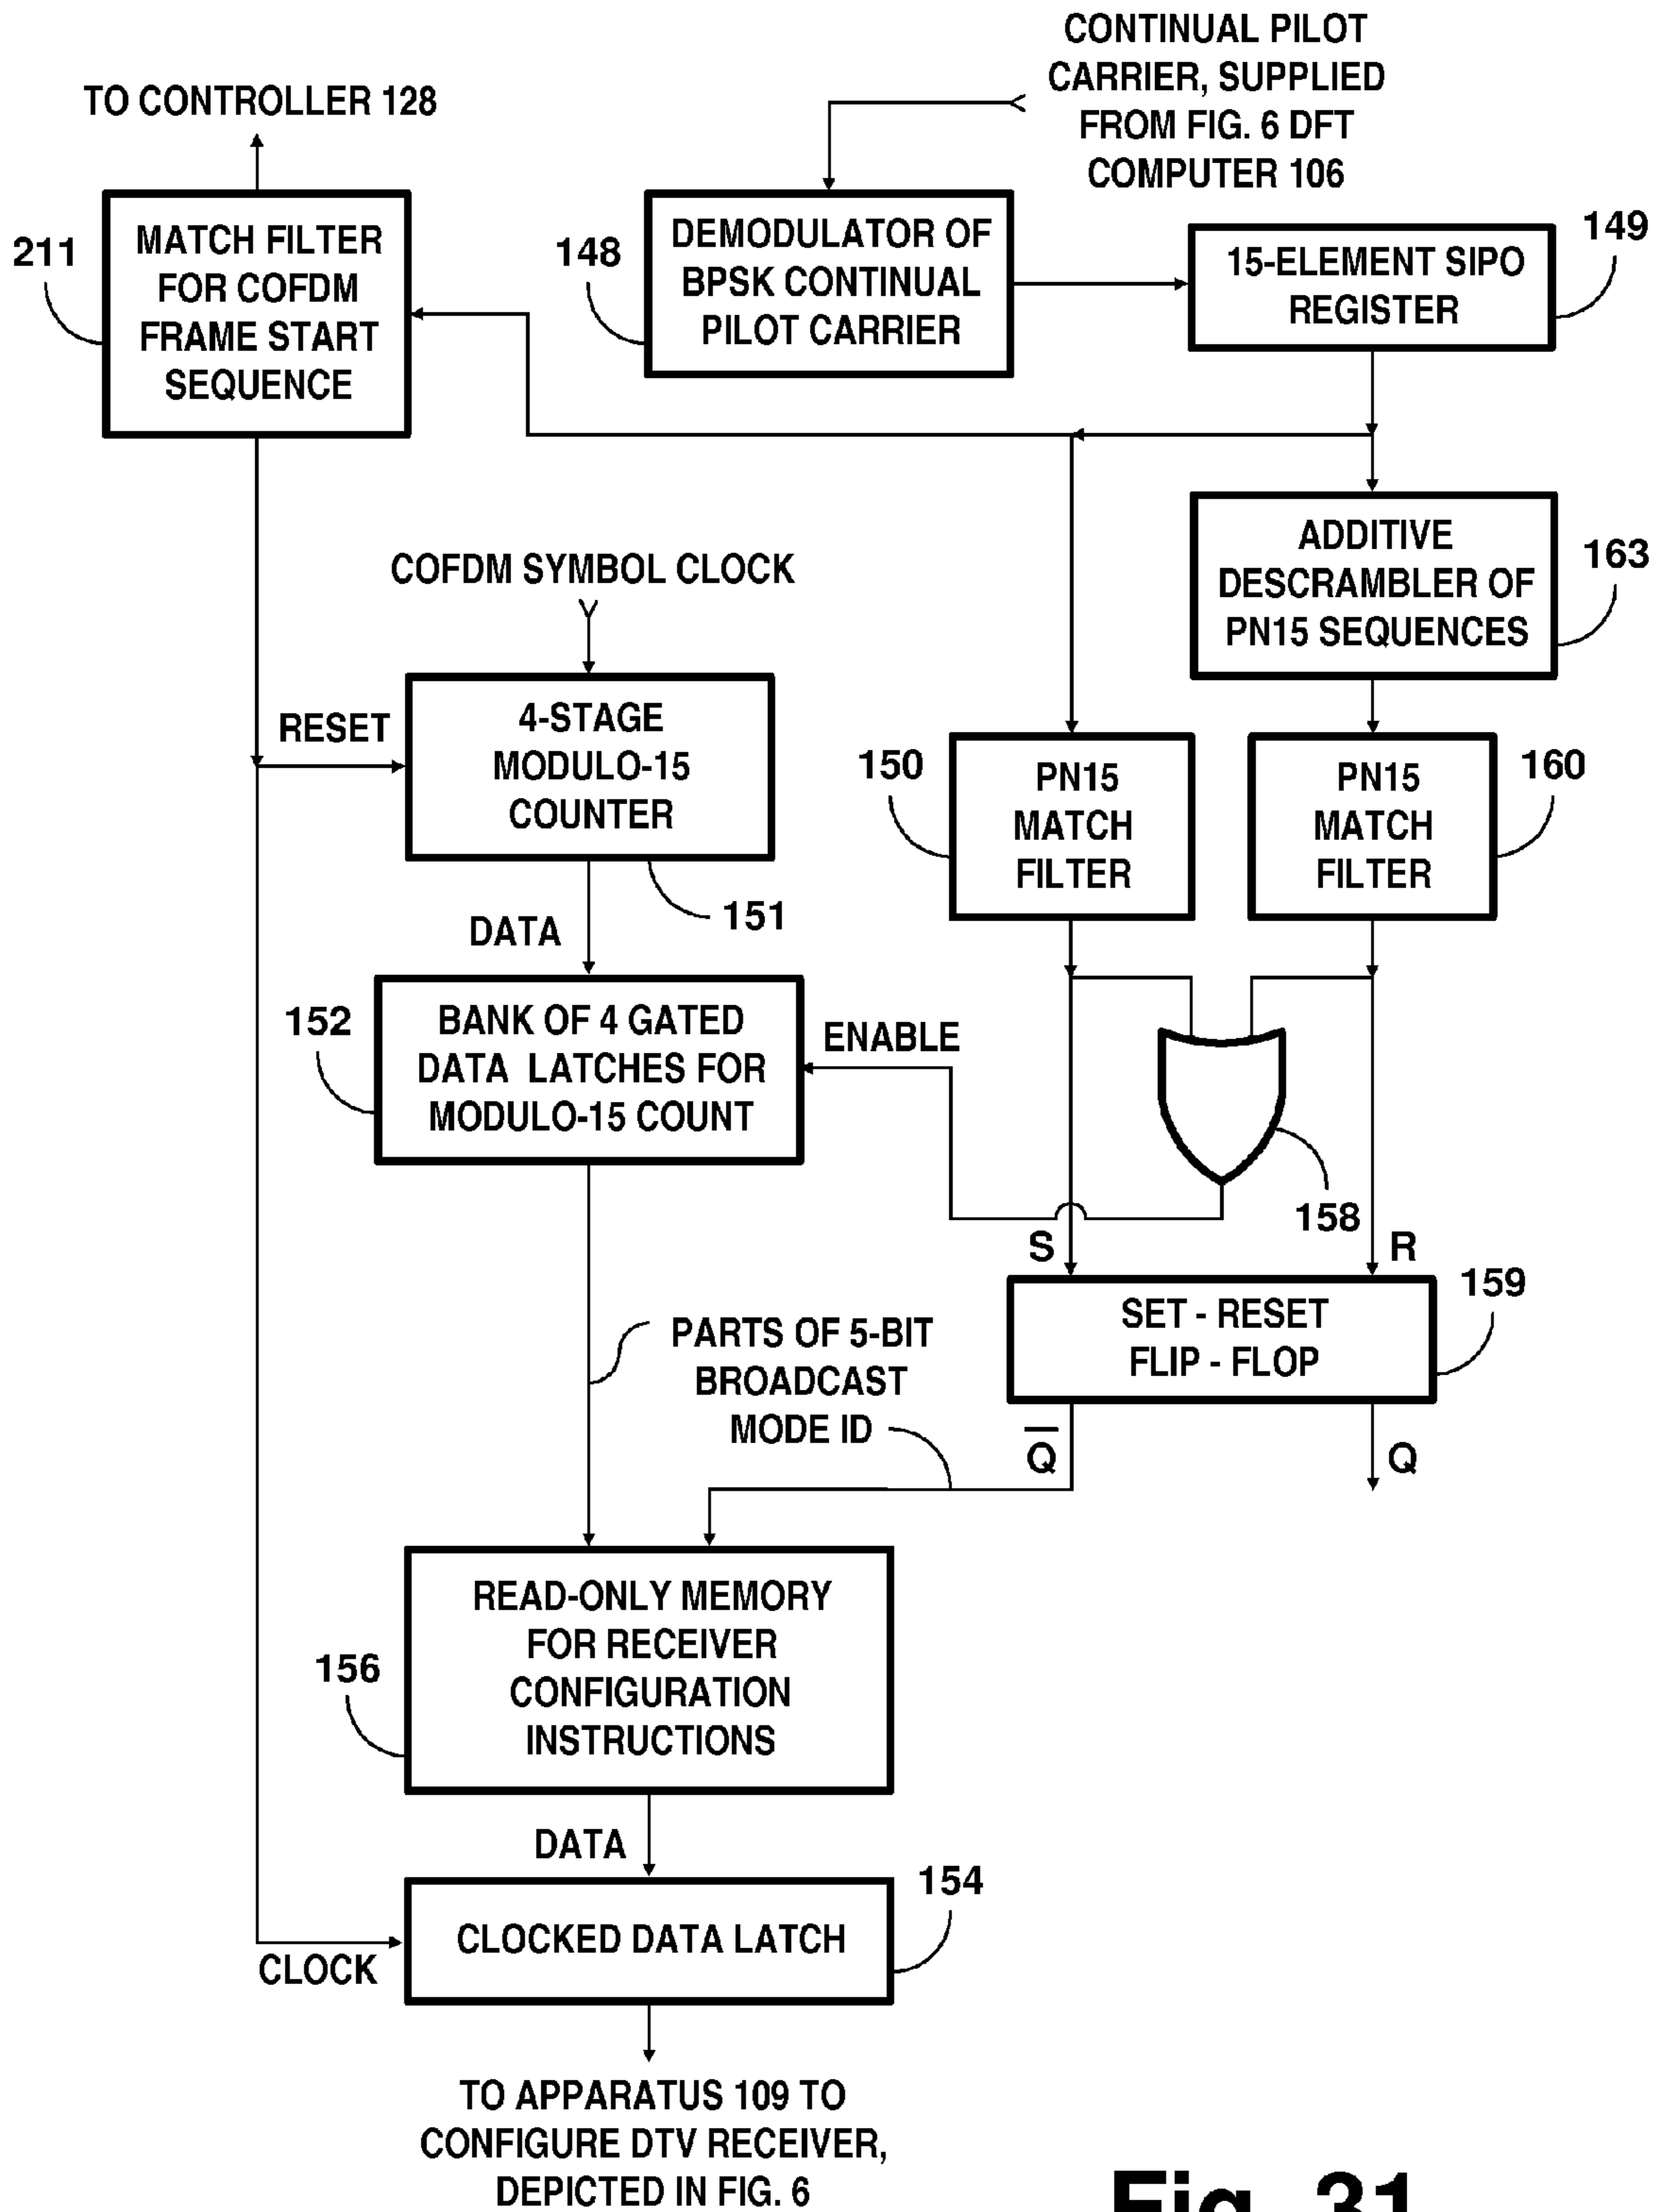 CONTINUAL PILOT
CARRIER, SUPPLIED
FROM FIG. 6 DFT
COMPUTER 106
TO CONTROLLER 128
211
MATCH FILTER
FOR COFDM
FRAME START
SEQUENCE
148
DEMODULATOR OF
BPSK CONTINUAL
PILOT CARRIER
149
15-ELEMENT SIPO
REGISTER
ADDITIVE
DESCRAMBLER OF
PN15 SEQUENCES
163
COFDM SYMBOL CLOCK
RESET
4-STAGE
MODULO-15
COUNTER
151
150
PN15
MATCH
FILTER
PN15
MATCH
FILTER
160
DATA
152
BANK OF 4 GATED
DATA LATCHES FOR
MODULO-15 COUNT
ENABLE
158
S
R
159
SET - RESET
FLIP - FLOP
PARTS OF 5-BIT
BROADCAST
MODE ID
Q̅
Q
156
READ-ONLY MEMORY
FOR RECEIVER
CONFIGURATION
INSTRUCTIONS
DATA
154
CLOCKED DATA LATCH
CLOCK
TO APPARATUS 109 TO
CONFIGURE DTV RECEIVER,
DEPICTED IN FIG. 6
Fig. 31